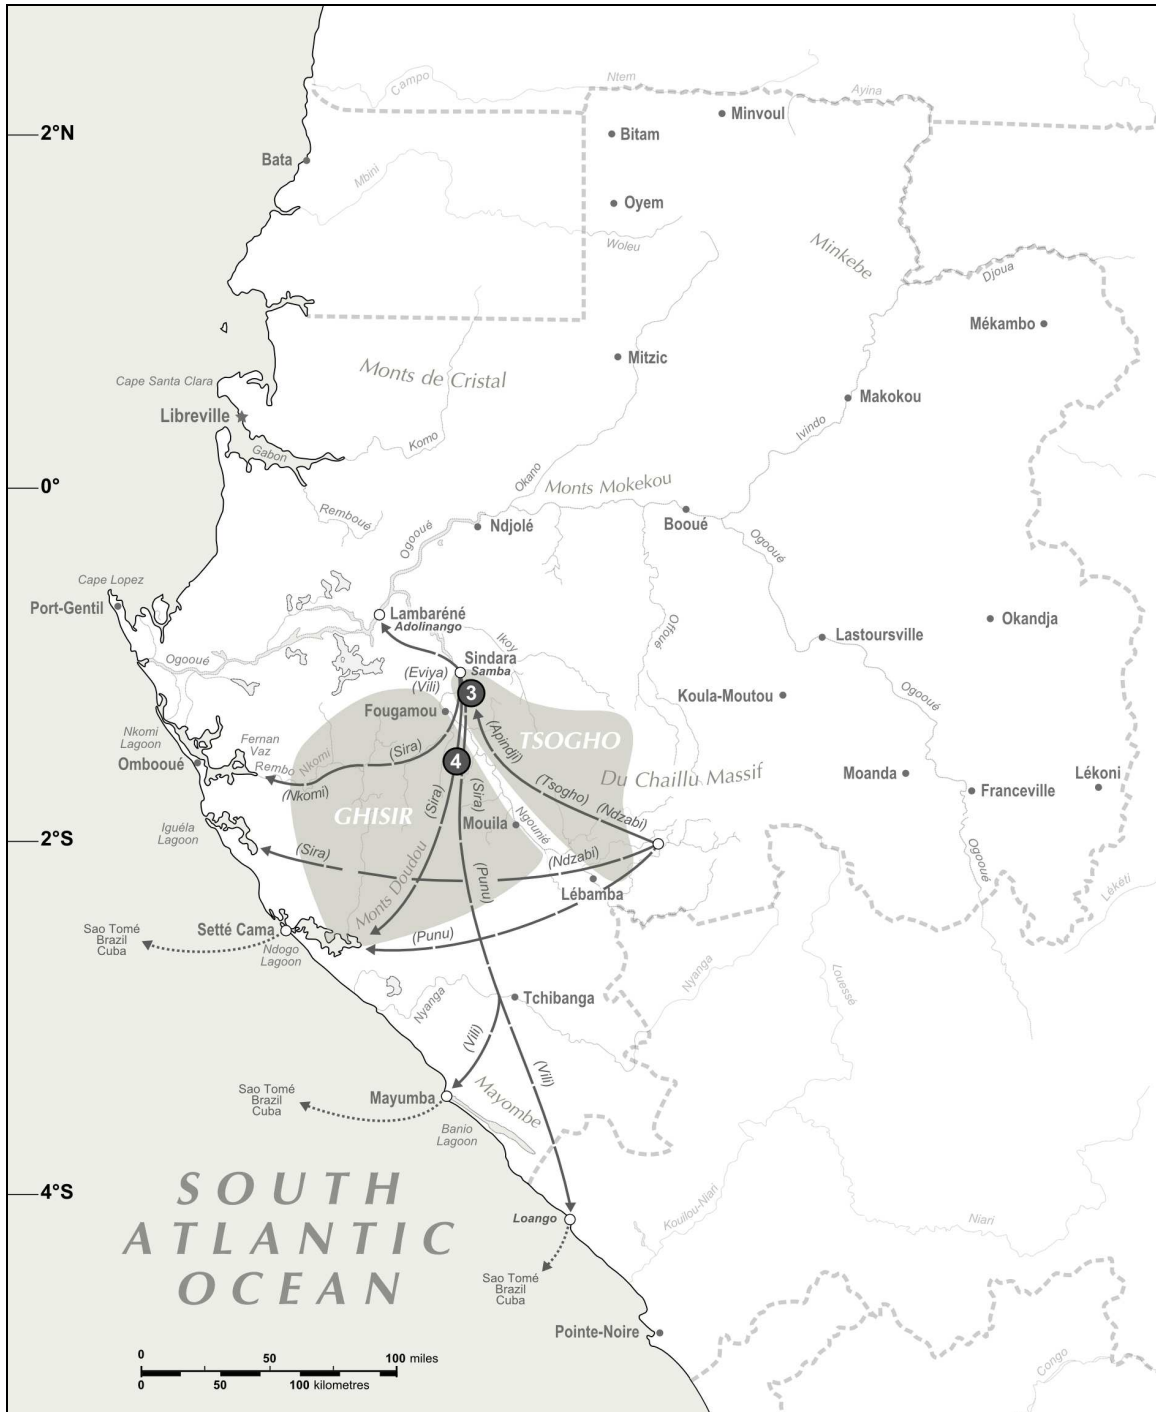 Campo
Ntem
Ayina
Minvoul
2°N
Bitam
Bata
Mbini
Oyem
Woleu
Minkebe
Djoua
Mékambo
Mitzic
Monts de Cristal
Cape Santa Clara
Makokou
Libreville
Ivindo
Komo
Gabon
Okano
0°
Monts Mokekou
Remboué
Ogooué
Ndjolé
Booué
Ogooué
Cape Lopez
Port-Gentil
Lambaréné
Adolinango
Okandja
Offoué
Lastoursville
Ikoy
Ogooué
Sindara
Samba
(Eviya)
(Vili)
3
Koula-Moutou
Ogooué
Fougamou
Nkomi
Lagoon
Fernan
Vaz
(Apindji)
TSOGHO
(Sira)
Ombooué
Rembo
Nkomi
4
Du Chaillu Massif
Moanda
Lékoni
(Nkomi)
(Tsogho)
(Ndzabi)
Franceville
(Sira)
(Sira)
GHISIR
Iguéla
Lagoon
Mouila
Ngounié
2°S
(Sira)
(Ndzabi)
Ogooué
Monts Doudou
(Punu)
Lébamba
Lékéti
Sao Tomé
Brazil
Cuba
Setté Cama
(Punu)
Ndogo
Lagoon
Nyanga
Louessé
Nyanga
Tchibanga
(Vili)
(Vili)
Sao Tomé
Brazil
Cuba
Mayumba
Mayombe
Banio
Lagoon
SOUTH
ATLANTIC
OCEAN
4°S
Loango
Kouilou-Niari
Niari
Sao Tomé
Brazil
Cuba
Pointe-Noire
Congo
0 50 100 miles
0 50 100 kilometres